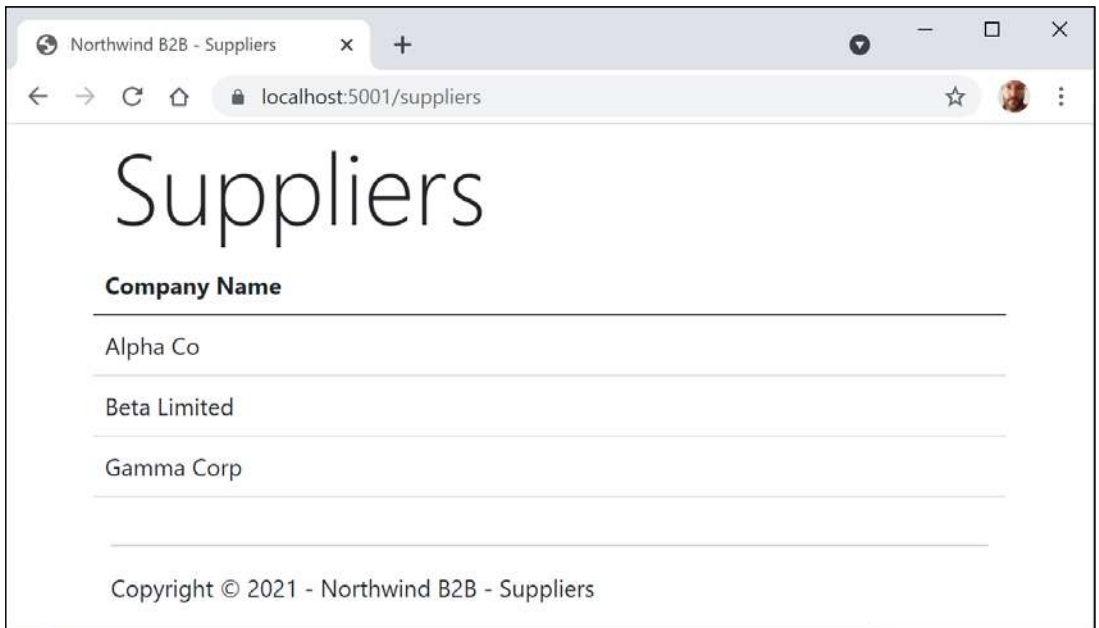 Northwind B2B - Suppliers
localhost:5001/suppliers
Suppliers
Company Name
Alpha Co
Beta Limited
Gamma Corp
Copyright © 2021 - Northwind B2B - Suppliers